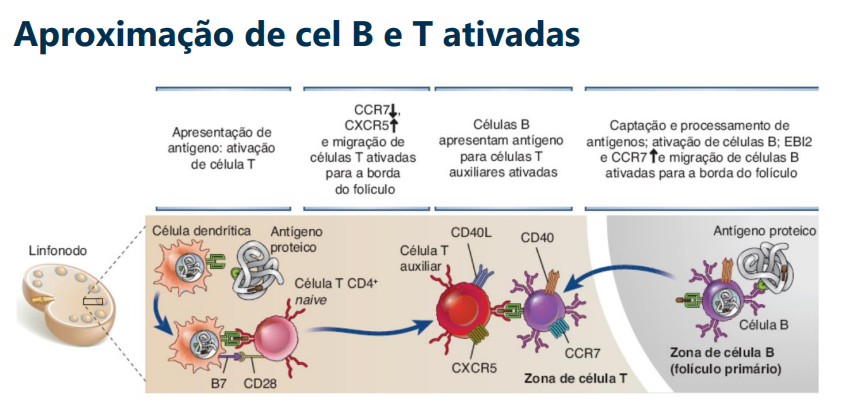 Aproximação de cel B e T ativadas
Apresentação de
antígeno: ativação
de célula T
CCR7↓,
CXCR5↑
e migração de
células T ativadas
para a borda
do folículo
Células B
apresentam antígeno
para células T
auxiliares ativadas
Captação e processamento de
antígenos; ativação de células B; EBI2
e CCR7↑e migração de células B
ativadas para a borda do folículo
Linfonodo
Célula dendrítica
Antígeno
proteico
Célula T CD4+
naive
B7
CD28
Célula T
auxiliar
CD40L
CD40
CXCR5
CCR7
Zona de célula T
Antígeno proteico
Célula B
Zona de célula B
(folículo primário)